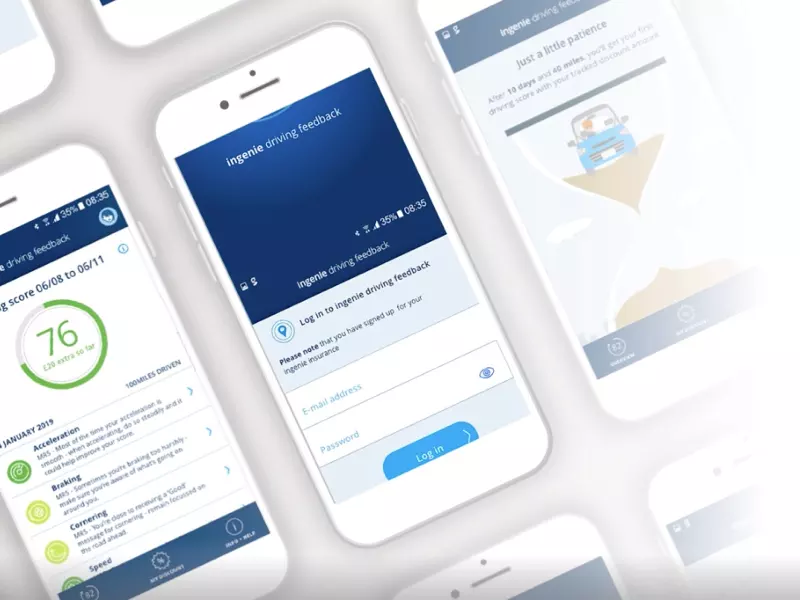 35% 08:35
ie driving feedback
g score 06/08 to 06/11
76
£20 extra so far
100MILES DRIVEN
JANUARY 2019
Acceleration
MRS - Most of the time your acceleration is
smooth - when accelerating, do so steadily and it
could help improve your score.
Braking
MRS - Sometimes you're braking too harshly -
make sure you're aware of what's going on
around you.
Cornering
MRS - You're close to receiving a 'Good'
message for cornering - remain focussed on
the road ahead.
Speed
82
MY DISCOUNT
INFO + HELP
ingenie driving feedback
35% 08:35
ingenie driving feedback
Log in to ingenie driving feedback
Please note that you have signed up for your
ingenie insurance
E-mail address
Password
Log in
ingenie driving feedba
Just a little patience
After 10 days and 40 miles, you'll get your first
driving score with your tracked discount amount.
82